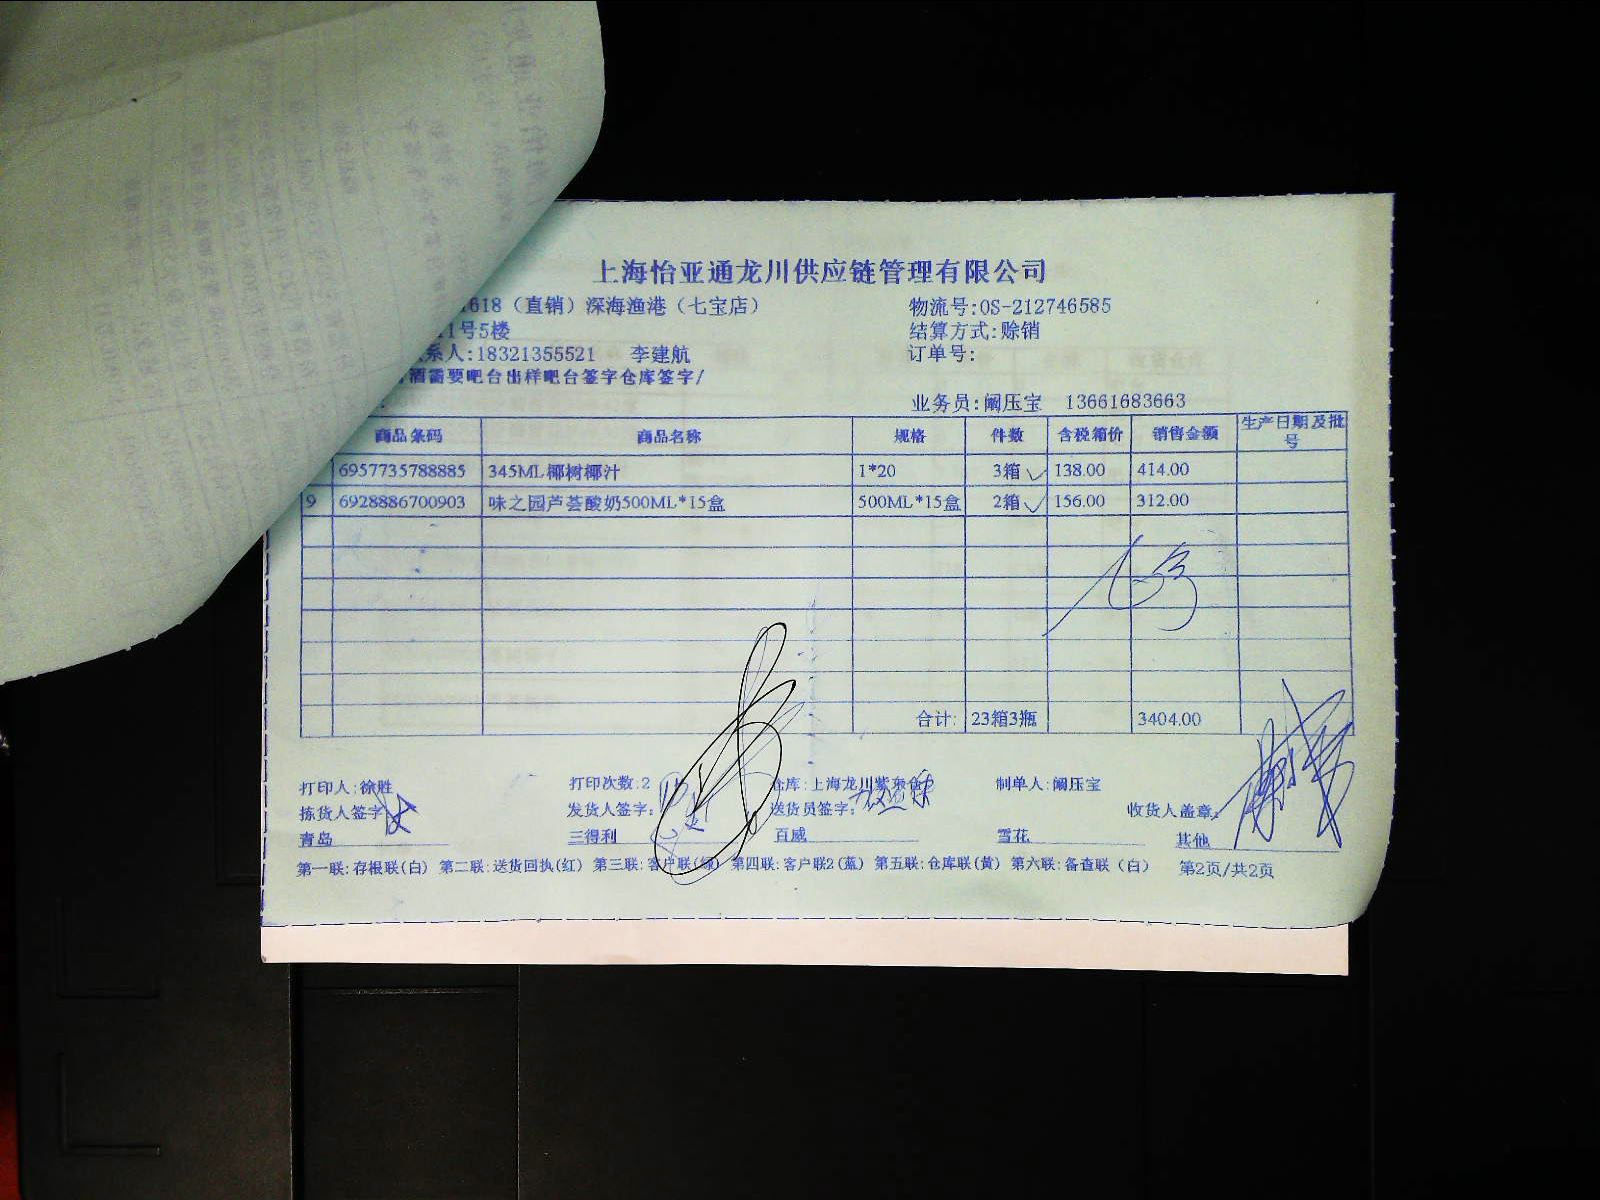 上海怡亚通龙川供应链管理有限公司
1618（直销）深海渔港（七宝店） 物流号:OS-212746585
11号5楼 结算方式:赊销
系人:18321355521 李建航 订单号:
酒需要吧台出样吧台签字仓库签字/
业务员:阚压宝 13661683663
商品条码 商品名称 规格 件数 含税箱价 销售金额 生产日期及批号
6957735788885 345ML椰树椰汁 1*20 3箱 138.00 414.00
9 6928886700903 味之园芦荟酸奶500ML*15盒 500ML*15盒 2箱 156.00 312.00
合计: 23箱3瓶 3404.00
打印人:徐胜 打印次数:2 仓库:上海龙川紫东仓 制单人:阚压宝
拣货人签字 发货人签字: 送货员签字: 收货人盖章:
青岛 三得利 百威 雪花 其他
第一联:存根联(白) 第二联:送货回执(红) 第三联:客户联(绿) 第四联:客户联2(蓝) 第五联:仓库联(黄) 第六联:备查联（白） 第2页/共2页